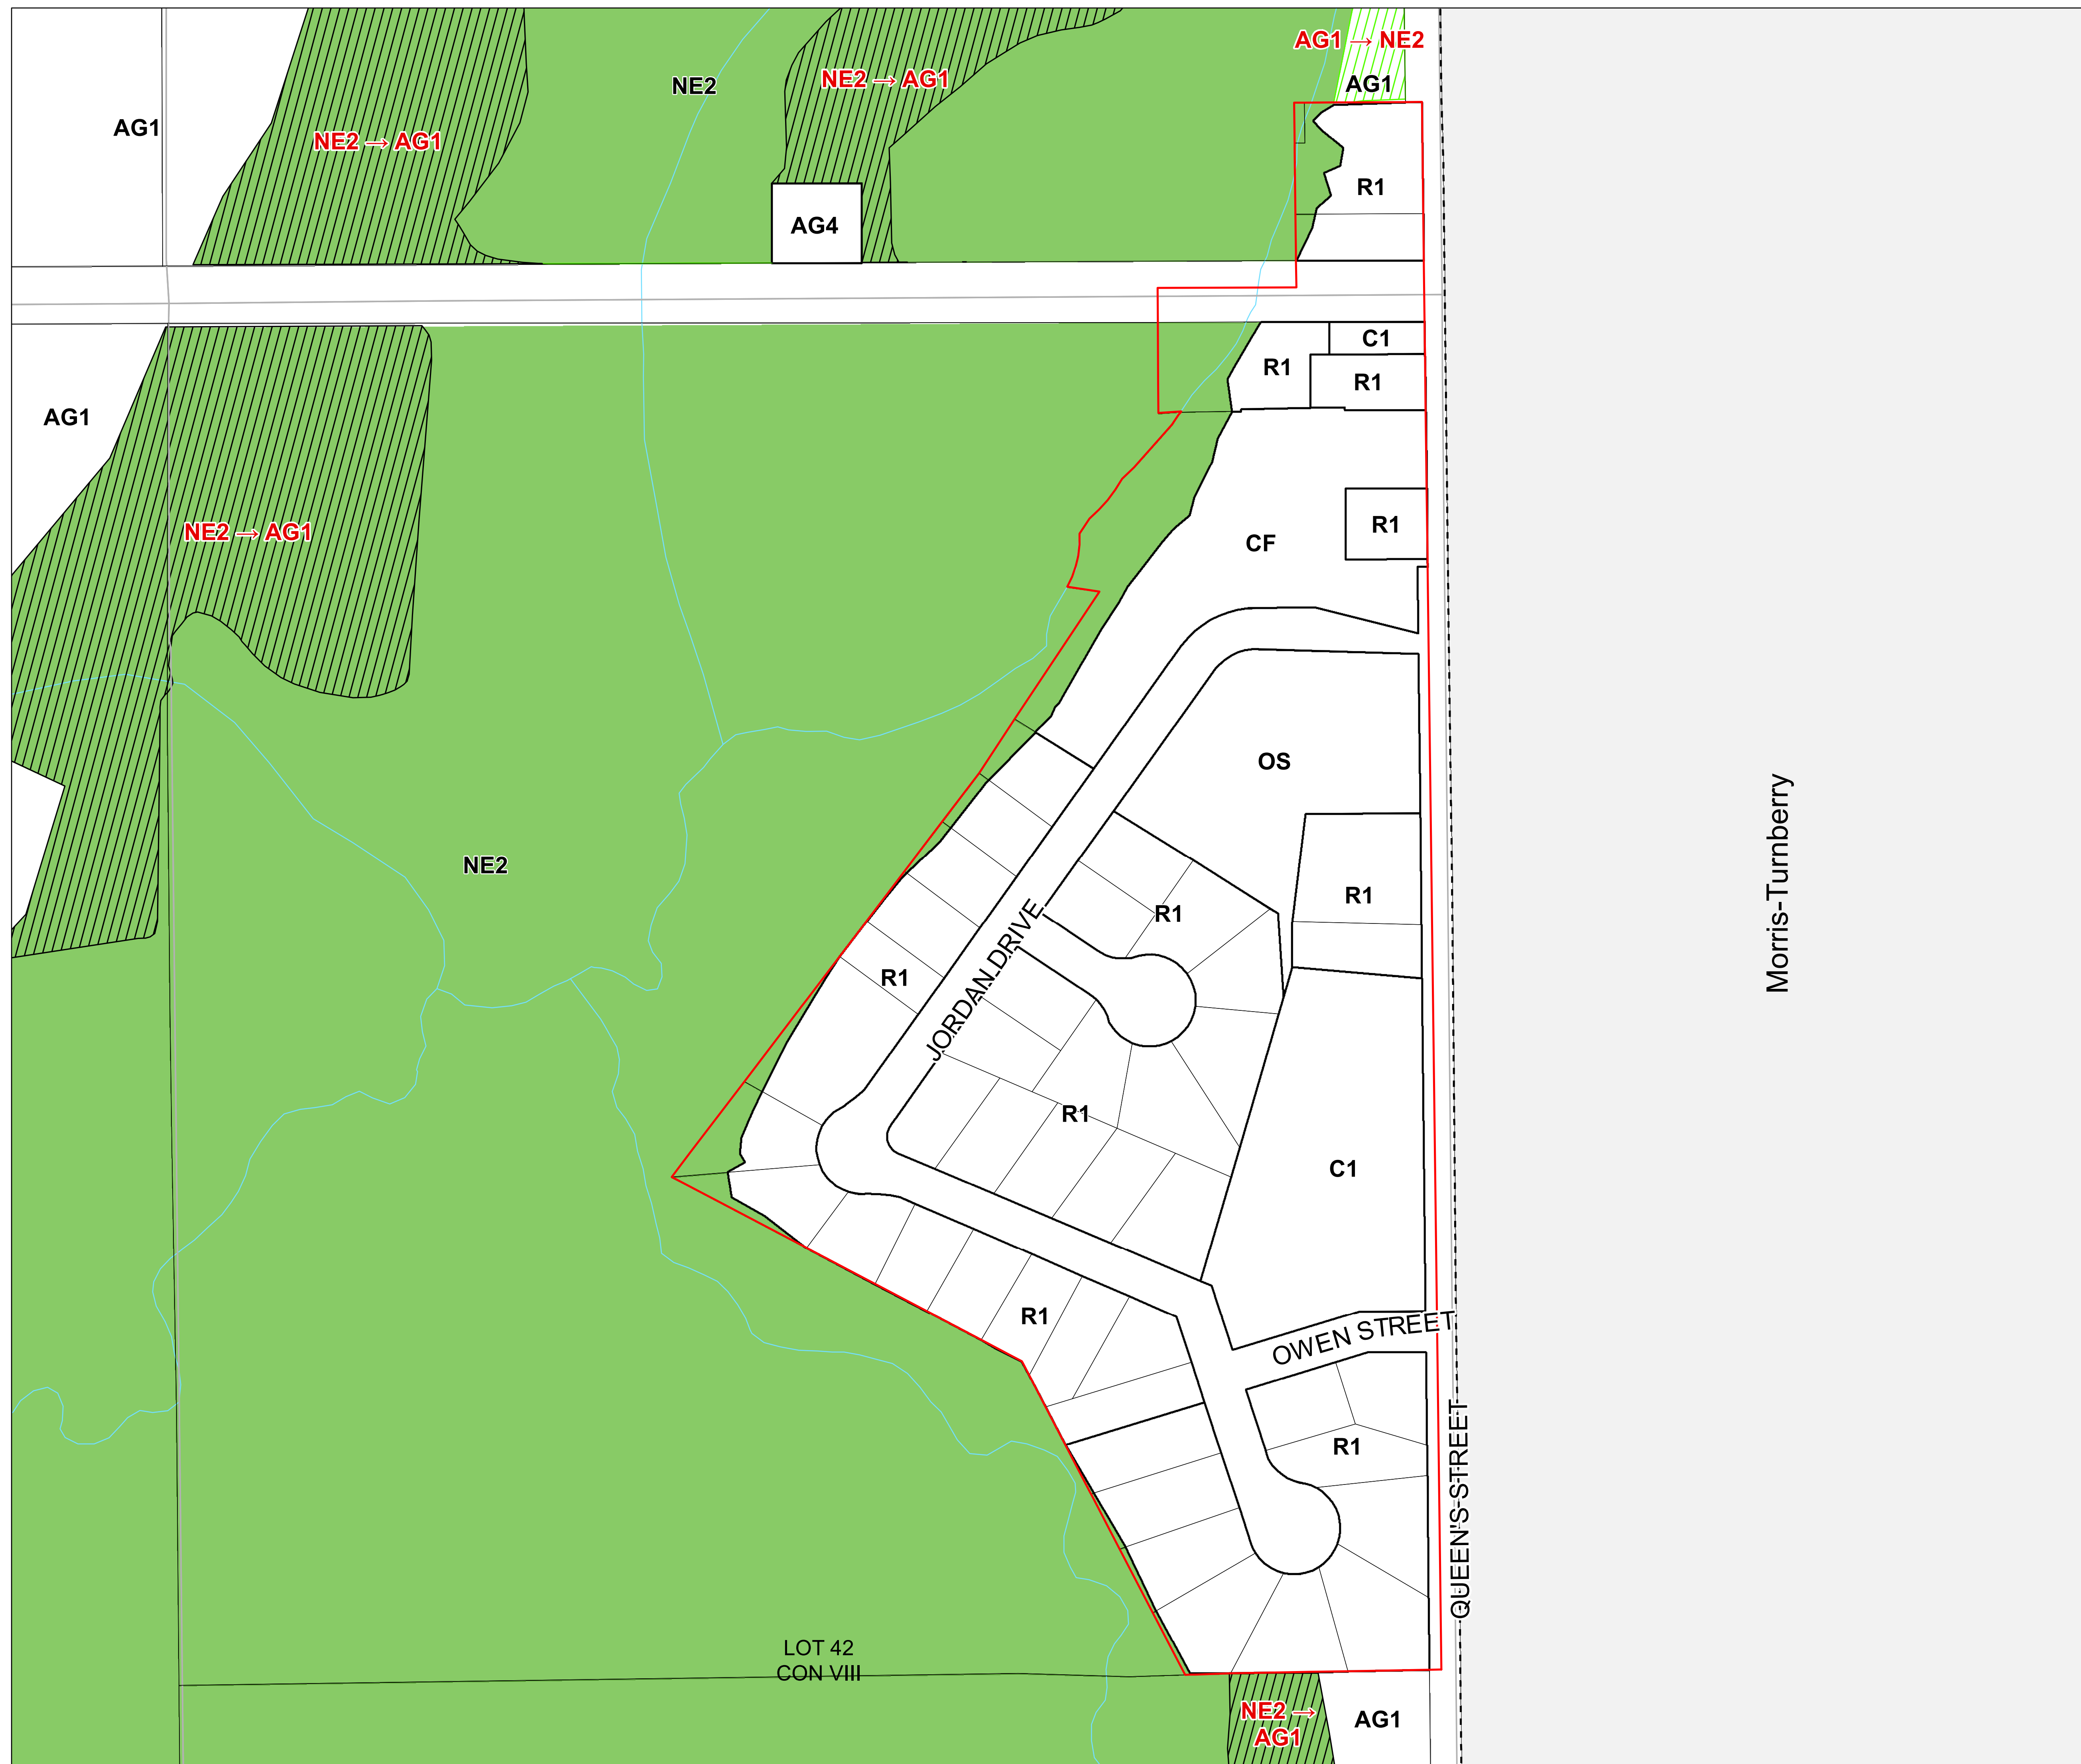 AG1 → NE2
NE2 → AG1
NE2
AG1
AG1
NE2 → AG1
R1
AG4
C1
R1
R1
AG1
R1
NE2 → AG1
CF
OS
NE2
R1
R1
R1
JORDAN DRIVE
Morris-Turnberry
R1
C1
R1
OWEN STREET
R1
QUEEN'S STREET
LOT 42
CON VIII
NE2 →
AG1
AG1